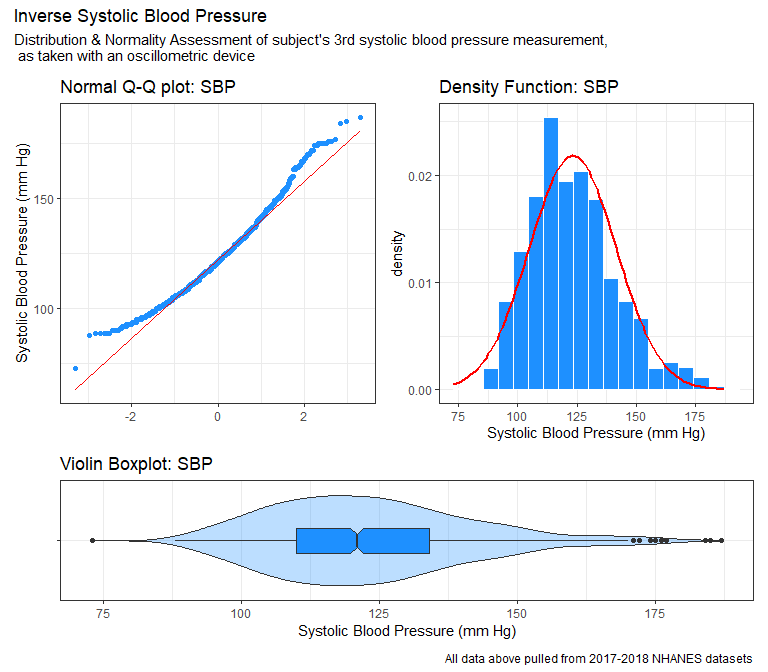 Inverse Systolic Blood Pressure
Distribution & Normality Assessment of subject's 3rd systolic blood pressure measurement,
as taken with an oscillometric device
Normal Q-Q plot: SBP
Systolic Blood Pressure (mm Hg)
150
100
-2 0 2
Density Function: SBP
density
0.02
0.01
0.00
75 100 125 150 175
Systolic Blood Pressure (mm Hg)
Violin Boxplot: SBP
75 100 125 150 175
Systolic Blood Pressure (mm Hg)
All data above pulled from 2017-2018 NHANES datasets